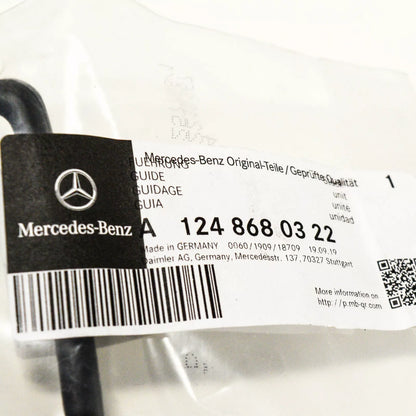 Mercedes-Benz Original-Teile/Geprüfte Qualität
FUEHRUNG
GUIDE
GUIDAGE
GUIA
unit
unite
unidad
1
Mercedes-Benz
A 124 868 03 22
Made in GERMANY 0060/1909/18709 19.09.19
Daimler AG, Germany, Mercedesstr. 137, 70327 Stuttgart
More information on
http://p.mb-qr.com